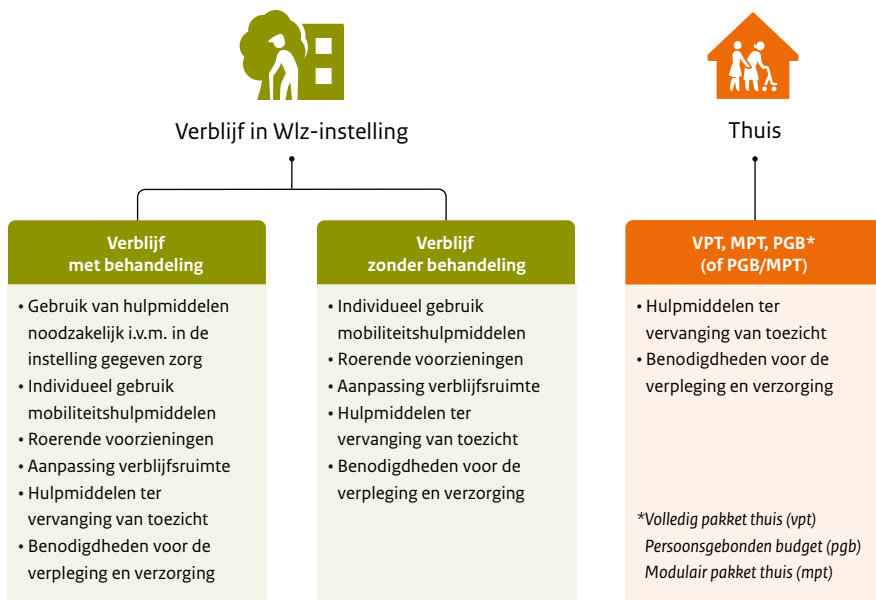 Verblijf in Wlz-instelling
Verblijf
met behandeling
• Gebruik van hulpmiddelen
noodzakelijk i.v.m. in de
instelling gegeven zorg
• Individueel gebruik
mobiliteitshulpmiddelen
• Roerende voorzieningen
• Aanpassing verblijfsruimte
• Hulpmiddelen ter
vervanging van toezicht
• Benodigdheden voor de
verpleging en verzorging
Verblijf
zonder behandeling
• Individueel gebruik
mobiliteitshulpmiddelen
• Roerende voorzieningen
• Aanpassing verblijfsruimte
• Hulpmiddelen ter
vervanging van toezicht
• Benodigdheden voor de
verpleging en verzorging
Thuis
VPT, MPT, PGB*
(of PGB/MPT)
• Hulpmiddelen ter
vervanging van toezicht
• Benodigdheden voor de
verpleging en verzorging
*Volledig pakket thuis (vpt)
Persoonsgebonden budget (pgb)
Modulair pakket thuis (mpt)